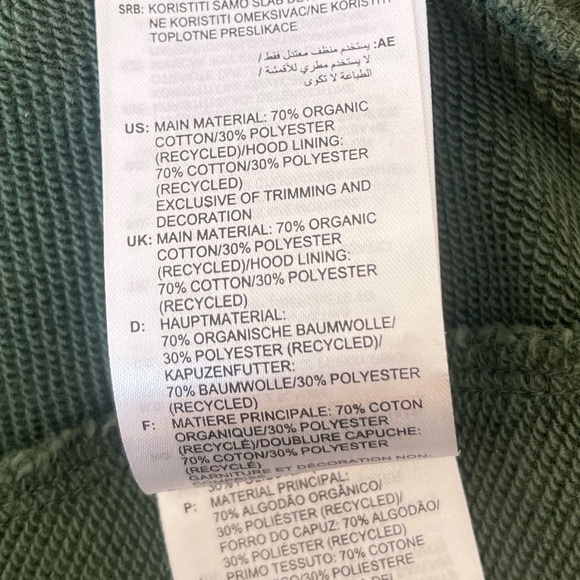 SRB: KORISTITI SAMO SLAB
NE KORISTITI OMEKSIVAC/NE KORISTITI
TOPLOTNE PRESLIKACE
AE: يستخدم منظف معتدل فقط /
لا يستخدم مطري للأقمشة /
الطباعة لا تكوى
US: MAIN MATERIAL: 70% ORGANIC
COTTON/30% POLYESTER
(RECYCLED)/HOOD LINING:
70% COTTON/30% POLYESTER
(RECYCLED)
EXCLUSIVE OF TRIMMING AND
DECORATION
UK: MAIN MATERIAL: 70% ORGANIC
COTTON/30% POLYESTER
(RECYCLED)/HOOD LINING:
70% COTTON/30% POLYESTER
(RECYCLED)
D: HAUPTMATERIAL:
70% ORGANISCHE BAUMWOLLE/
30% POLYESTER (RECYCLED)/
KAPUZENFUTTER:
70% BAUMWOLLE/30% POLYESTER
(RECYCLED)
F: MATIERE PRINCIPALE: 70% COTON
ORGANIQUE/30% POLYESTER
(RECYCLÉ)/DOUBLURE CAPUCHE:
70% COTON/30% POLYESTER
(RECYCLÉ)
GARNITURE ET DÉCORATION NON
P: MATERIAL PRINCIPAL:
70% ALGODÃO ORGÂNICO/
30% POLIÉSTER (RECYCLED)/
FORRO DO CAPUZ: 70% ALGODÃO/
30% POLIÉSTER (RECYCLED)
PRIMO TESSUTO: 70% COTONE
POLIESTERE